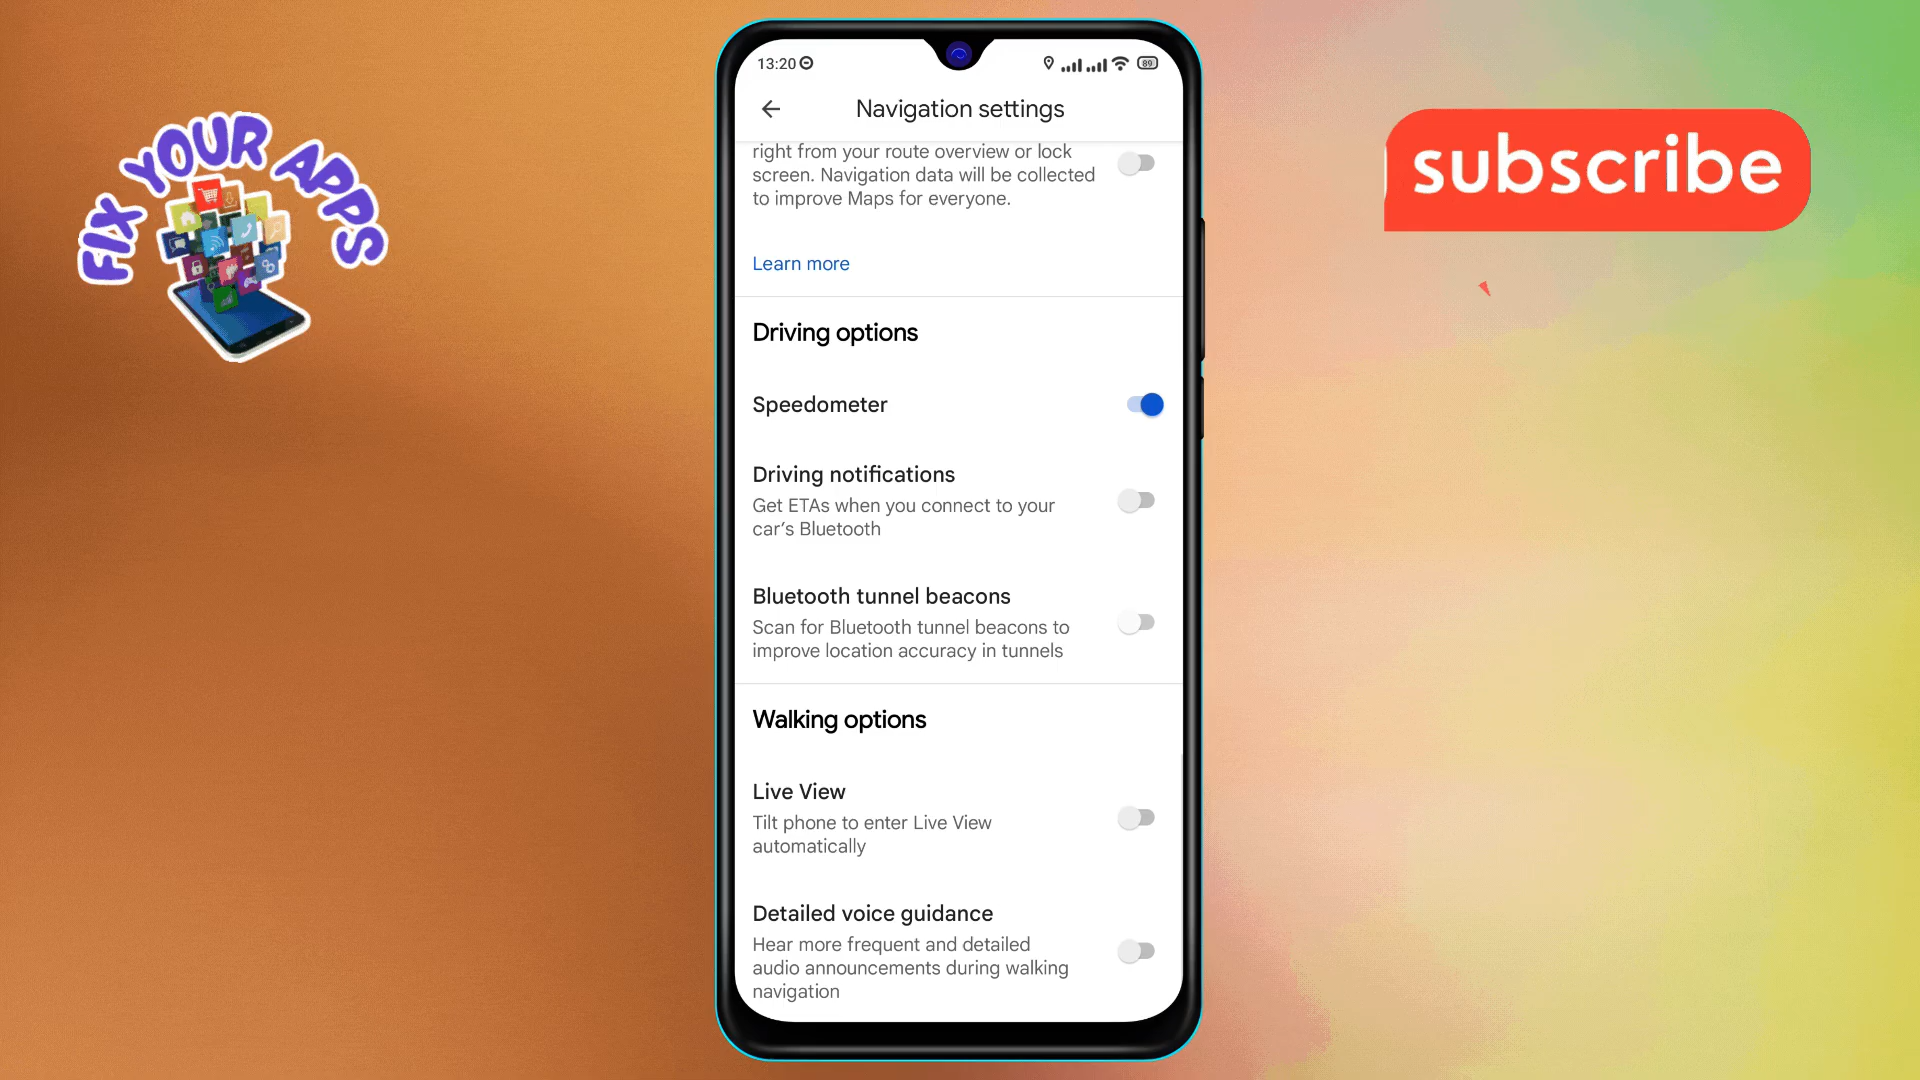 FIX YOUR APPS
subscribe
13:20
89
Navigation settings
right from your route overview or lock
screen. Navigation data will be collected
to improve Maps for everyone.
Learn more
Driving options
Speedometer
Driving notifications
Get ETAs when you connect to your
car's Bluetooth
Bluetooth tunnel beacons
Scan for Bluetooth tunnel beacons to
improve location accuracy in tunnels
Walking options
Live View
Tilt phone to enter Live View
automatically
Detailed voice guidance
Hear more frequent and detailed
audio announcements during walking
navigation